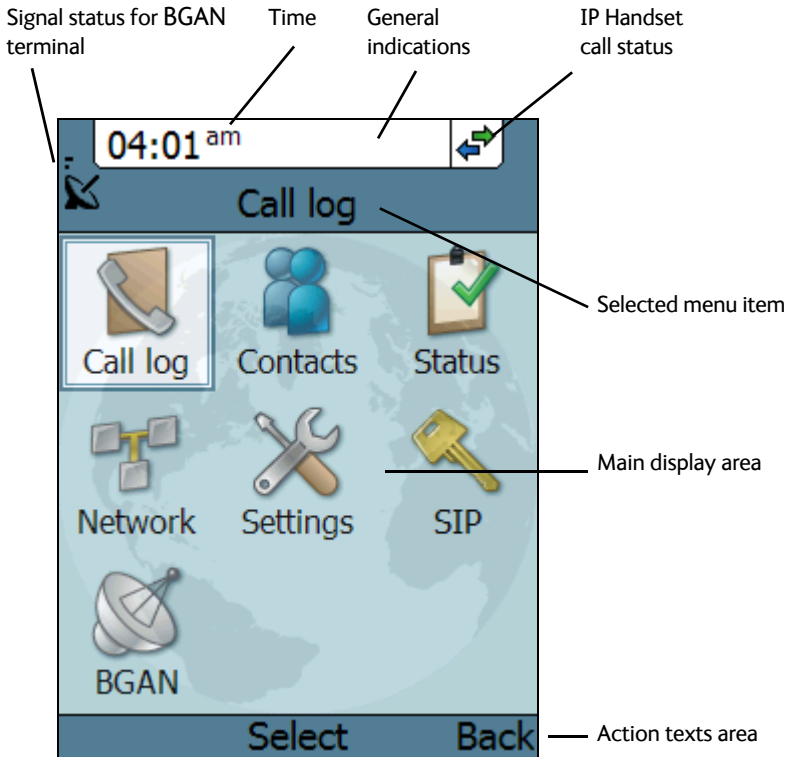 Signal status for BGAN terminal
Time
General indications
IP Handset call status
04:01 am
Call log
Selected menu item
Call log
Contacts
Status
Main display area
Network
Settings
SIP
BGAN
Select
Back
Action texts area